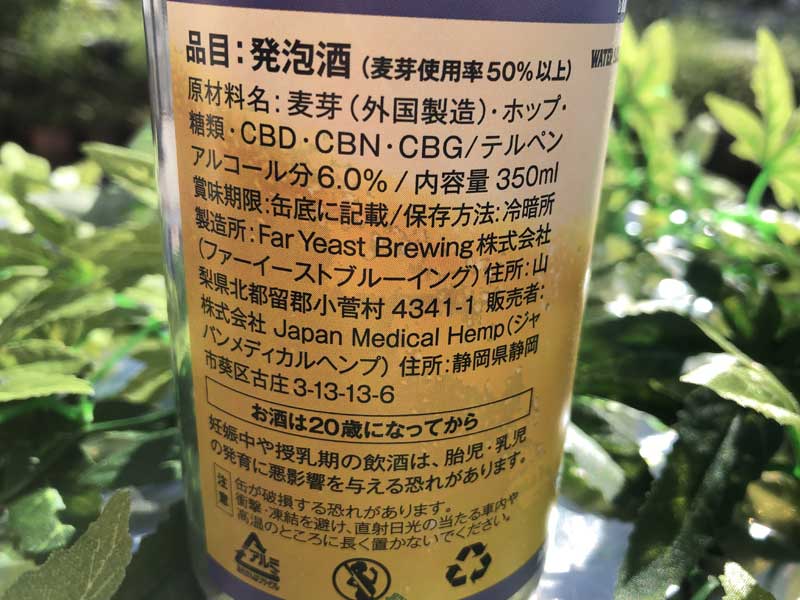 品目：発泡酒（麦芽使用率50%以上）
原材料名：麦芽（外国製造）・ホップ・
糖類・CBD・CBN・CBG/テルペン
アルコール分6.0% / 内容量 350ml
賞味期限:缶底に記載/保存方法:冷暗所
製造所：Far Yeast Brewing株式会社
（ファーイーストブルーイング）住所：山
梨県北都留郡小菅村 4341-1 販売者：
株式会社 Japan Medical Hemp（ジャ
パンメディカルヘンプ） 住所：静岡県静岡
市葵区古庄3-13-13-6
お酒は20歳になってから
妊娠中や授乳期の飲酒は、胎児・乳児
の発育に悪影響を与える恐れがあります。
注意
缶が破損する恐れがあります。
衝撃・凍結を避け、直射日光の当たる車内や
高温のところに長く置かないでください。
アルミ